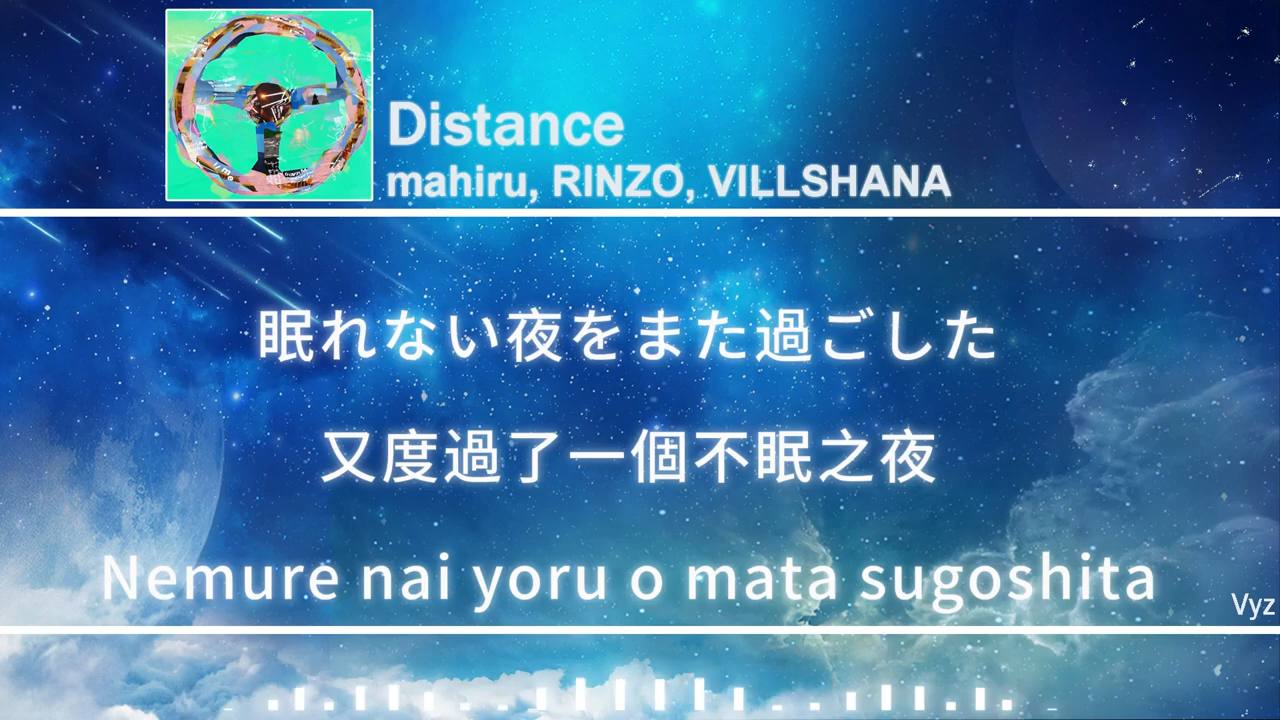 Distance
mahiru, RINZO, VILLSHANA
眠れない夜をまた過ごした
又度過了一個不眠之夜
Nemure nai yoru o mata sugoshita
Vyz